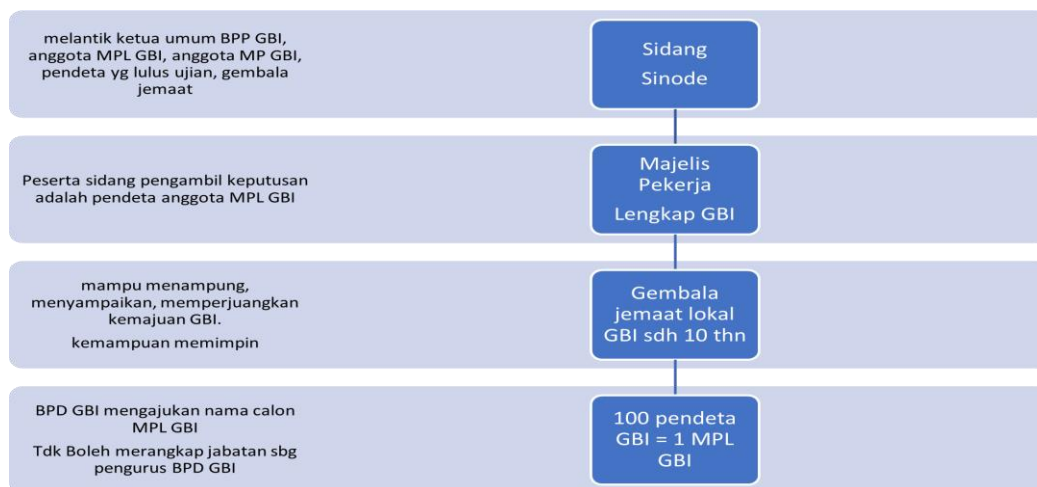 melantik ketua umum BPP GBI,
anggota MPL GBI, anggota MP GBI,
pendeta yg lulus ujian, gembala
jemaat
Sidang
Sinode
Peserta sidang pengambil keputusan
adalah pendeta anggota MPL GBI
Majelis
Pekerja
Lengkap GBI
mampu menampung,
menyampaikan, memperjuangkan
kemajuan GBI.
kemampuan memimpin
Gembala
jemaat lokal
GBI sdh 10 thn
BPD GBI mengajukan nama calon
MPL GBI
Tdk Boleh merangkap jabatan sbg
pengurus BPD GBI
100 pendeta
GBI = 1 MPL
GBI